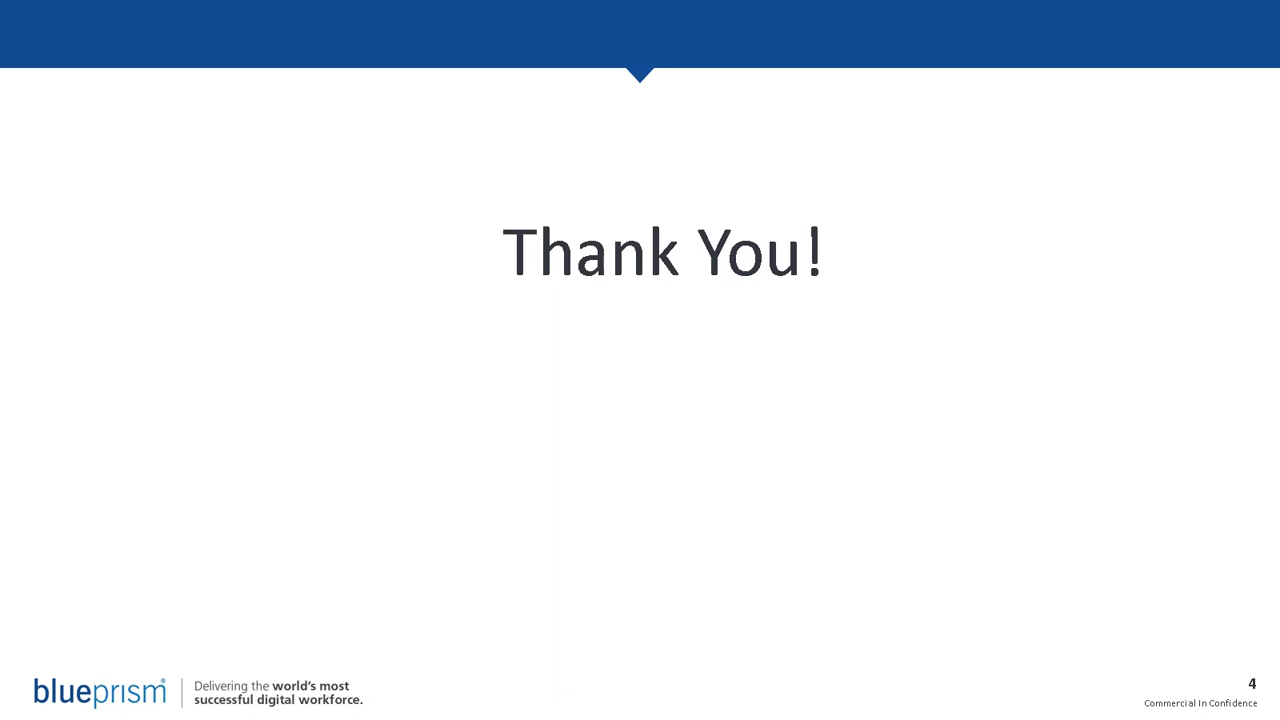 Thank You!
blueprism®
Delivering the world's most
successful digital workforce.
4
Commercial In Confidence